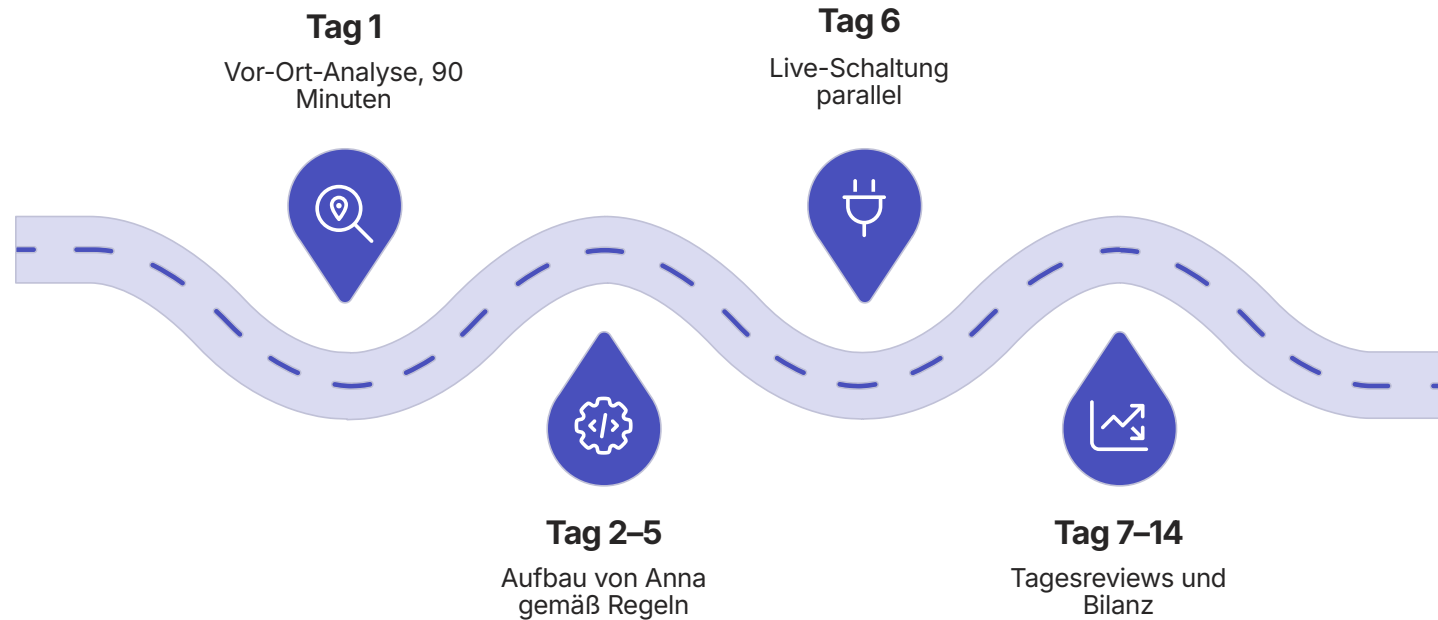 Tag 1
Vor-Ort-Analyse, 90
Minuten
Tag 2–5
Aufbau von Anna
gemäß Regeln
Tag 6
Live-Schaltung
parallel
Tag 7–14
Tagesreviews und
Bilanz